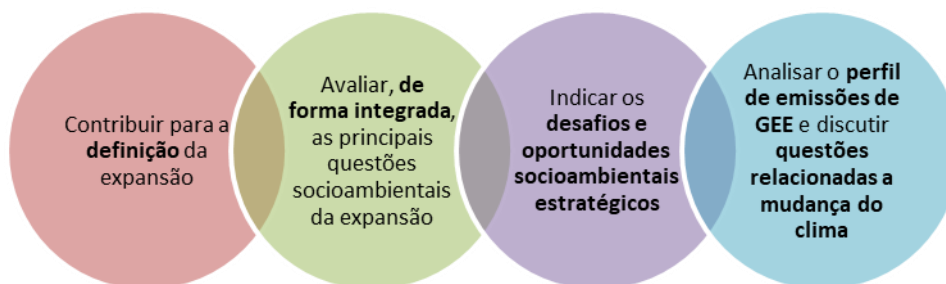 Contribuir para a
definição da
expansão
Avaliar, de
forma integrada,
as principais
questões
socioambientais
da expansão
Indicar os
desafios e
oportunidades
socioambientais
estratégicos
Analisar o perfil
de emissões de
GEE e discutir
questões
relacionadas a
mudança do
clima